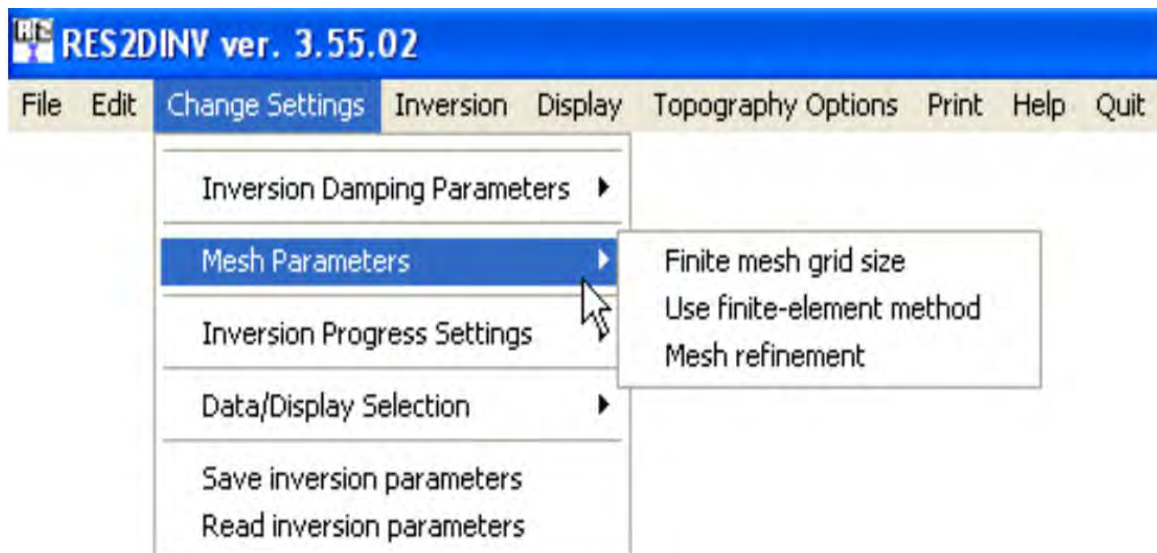 RES2DINV ver. 3.55.02
File Edit Change Settings Inversion Display Topography Options Print Help Quit
Inversion Damping Parameters
Mesh Parameters
Finite mesh grid size
Use finite-element method
Mesh refinement
Inversion Progress Settings
Data/Display Selection
Save inversion parameters
Read inversion parameters